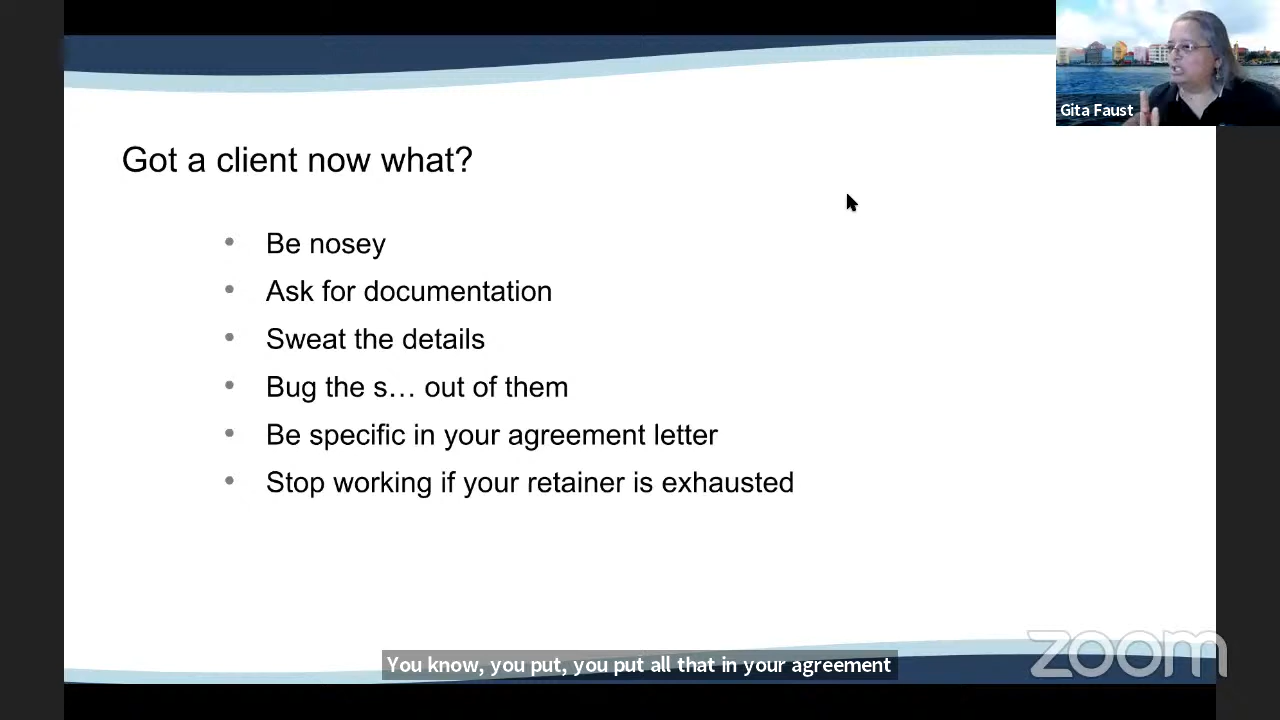 Gita Faust
Got a client now what?
• Be nosey
• Ask for documentation
• Sweat the details
• Bug the s… out of them
• Be specific in your agreement letter
• Stop working if your retainer is exhausted
You know, you put, you put all that in your agreement
zoom